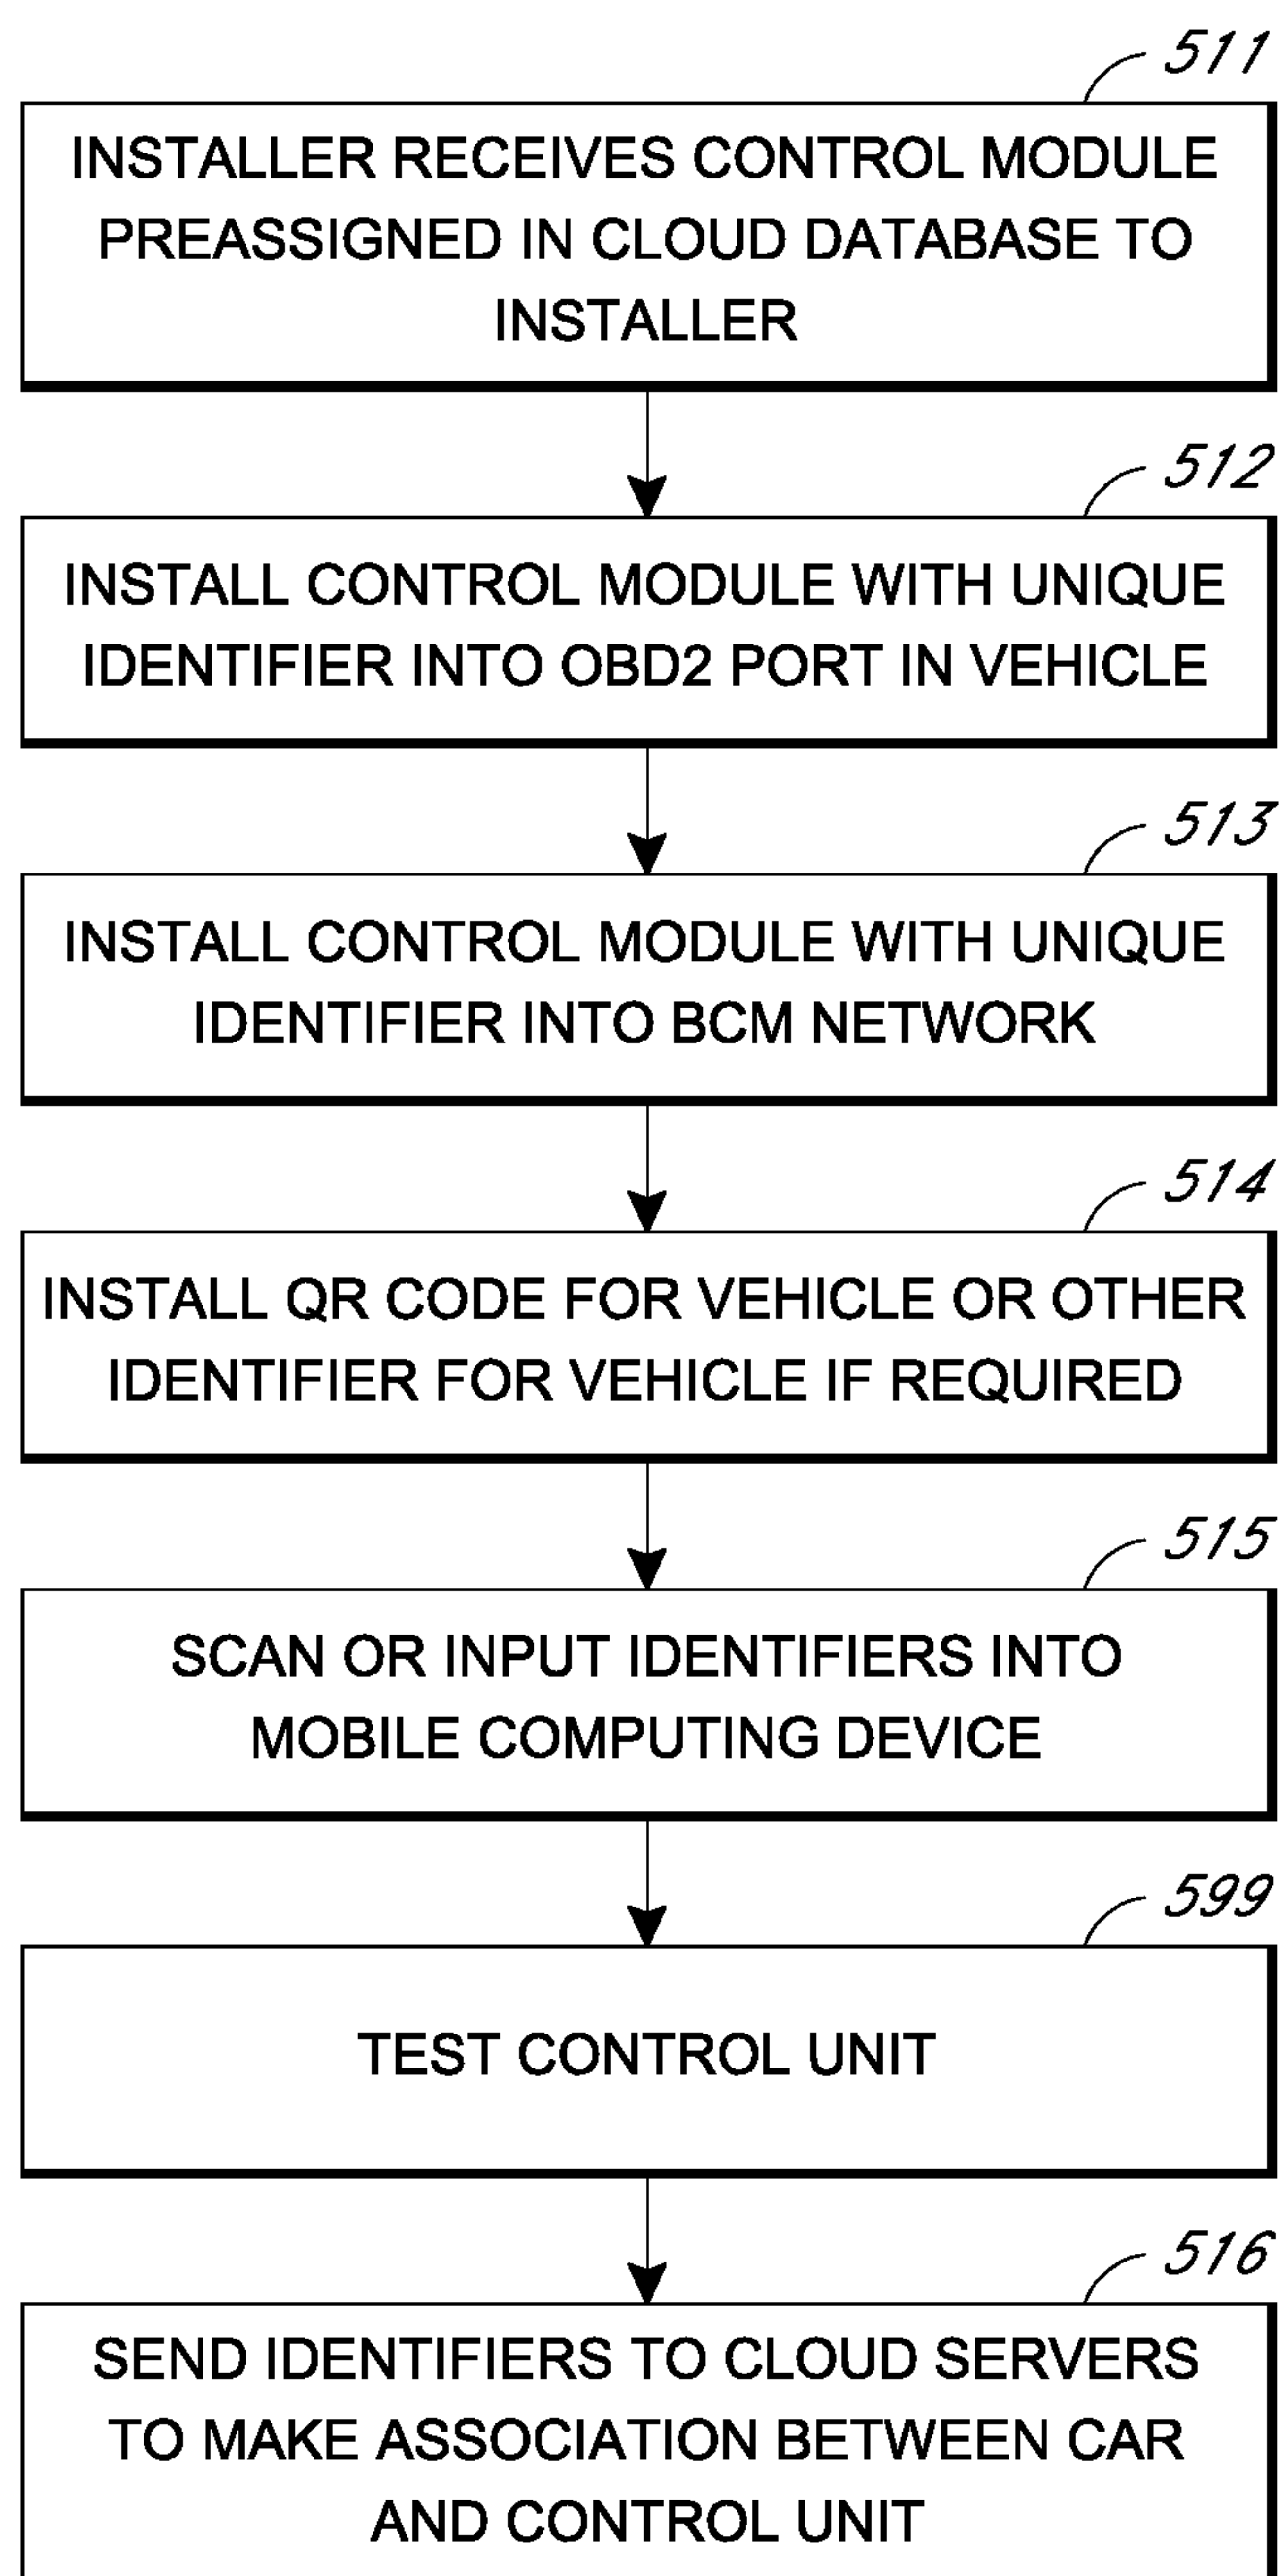 511
INSTALLER RECEIVES CONTROL MODULE
PREASSIGNED IN CLOUD DATABASE TO
INSTALLER
512
INSTALL CONTROL MODULE WITH UNIQUE
IDENTIFIER INTO OBD2 PORT IN VEHICLE
513
INSTALL CONTROL MODULE WITH UNIQUE
IDENTIFIER INTO BCM NETWORK
514
INSTALL QR CODE FOR VEHICLE OR OTHER
IDENTIFIER FOR VEHICLE IF REQUIRED
515
SCAN OR INPUT IDENTIFIERS INTO
MOBILE COMPUTING DEVICE
599
TEST CONTROL UNIT
516
SEND IDENTIFIERS TO CLOUD SERVERS
TO MAKE ASSOCIATION BETWEEN CAR
AND CONTROL UNIT